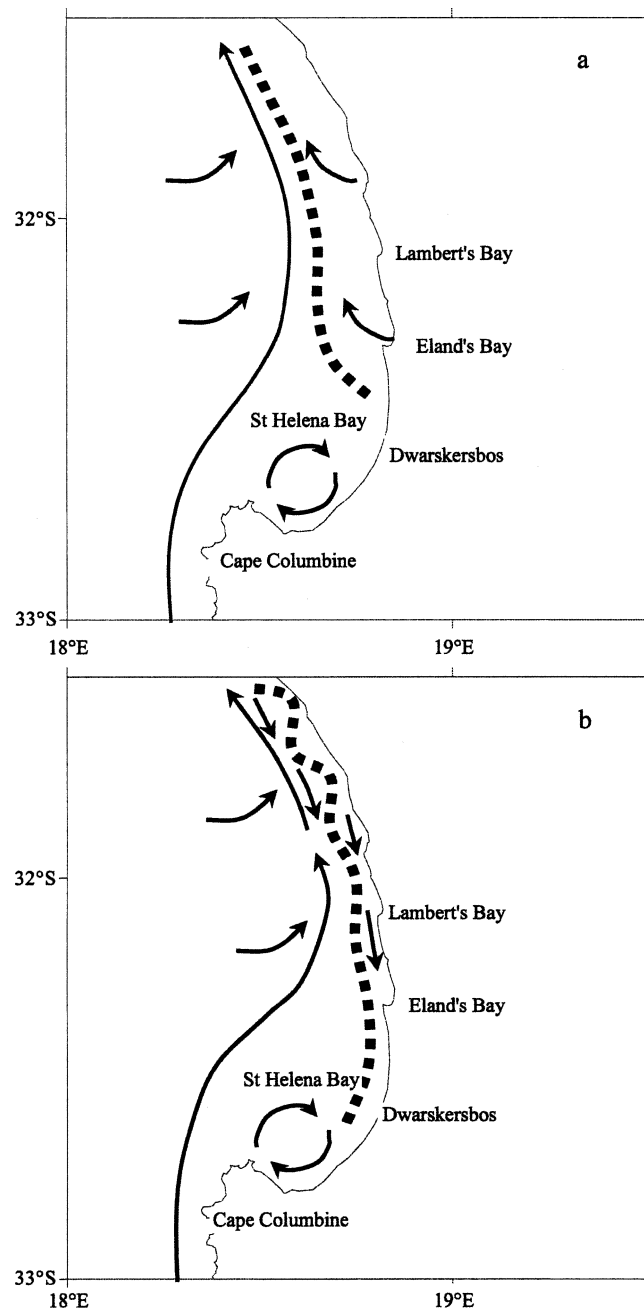 a
32°S
Lambert's Bay
Eland's Bay
St Helena Bay
Dwarskersbos
Cape Columbine
33°S
18°E 19°E
b
32°S
Lambert's Bay
Eland's Bay
St Helena Bay
Dwarskersbos
Cape Columbine
33°S
18°E 19°E